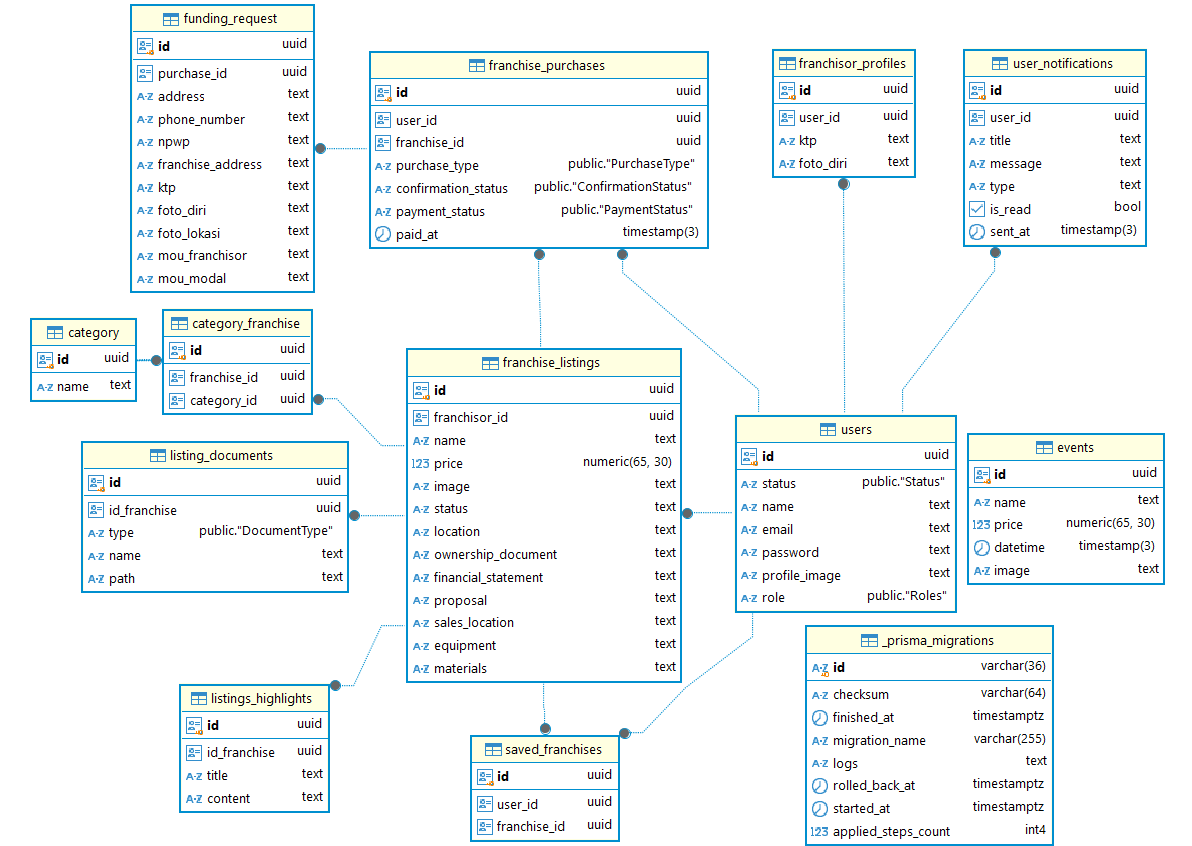 funding_request
id uuid
purchase_id uuid
address text
phone_number text
npwp text
franchise_address text
ktp text
foto_diri text
foto_lokasi text
mou_franchisor text
mou_modal text
franchise_purchases
id uuid
user_id uuid
franchise_id uuid
purchase_type public."PurchaseType"
confirmation_status public."ConfirmationStatus"
payment_status public."PaymentStatus"
paid_at timestamp(3)
franchisor_profiles
id uuid
user_id uuid
ktp text
foto_diri text
user_notifications
id uuid
user_id uuid
title text
message text
type text
is_read bool
sent_at timestamp(3)
category
id uuid
name text
category_franchise
id uuid
franchise_id uuid
category_id uuid
franchise_listings
id uuid
franchisor_id uuid
name text
price numeric(65, 30)
image text
status text
location text
ownership_document text
financial_statement text
proposal text
sales_location text
equipment text
materials text
users
id uuid
status public."Status"
name text
email text
password text
profile_image text
role public."Roles"
events
id uuid
name text
price numeric(65, 30)
datetime timestamp(3)
image text
listing_documents
id uuid
id_franchise uuid
type public."DocumentType"
name text
path text
listings_highlights
id uuid
id_franchise uuid
title text
content text
saved_franchises
id uuid
user_id uuid
franchise_id uuid
_prisma_migrations
id varchar(36)
checksum varchar(64)
finished_at timestamptz
migration_name varchar(255)
logs text
rolled_back_at timestamptz
started_at timestamptz
applied_steps_count int4